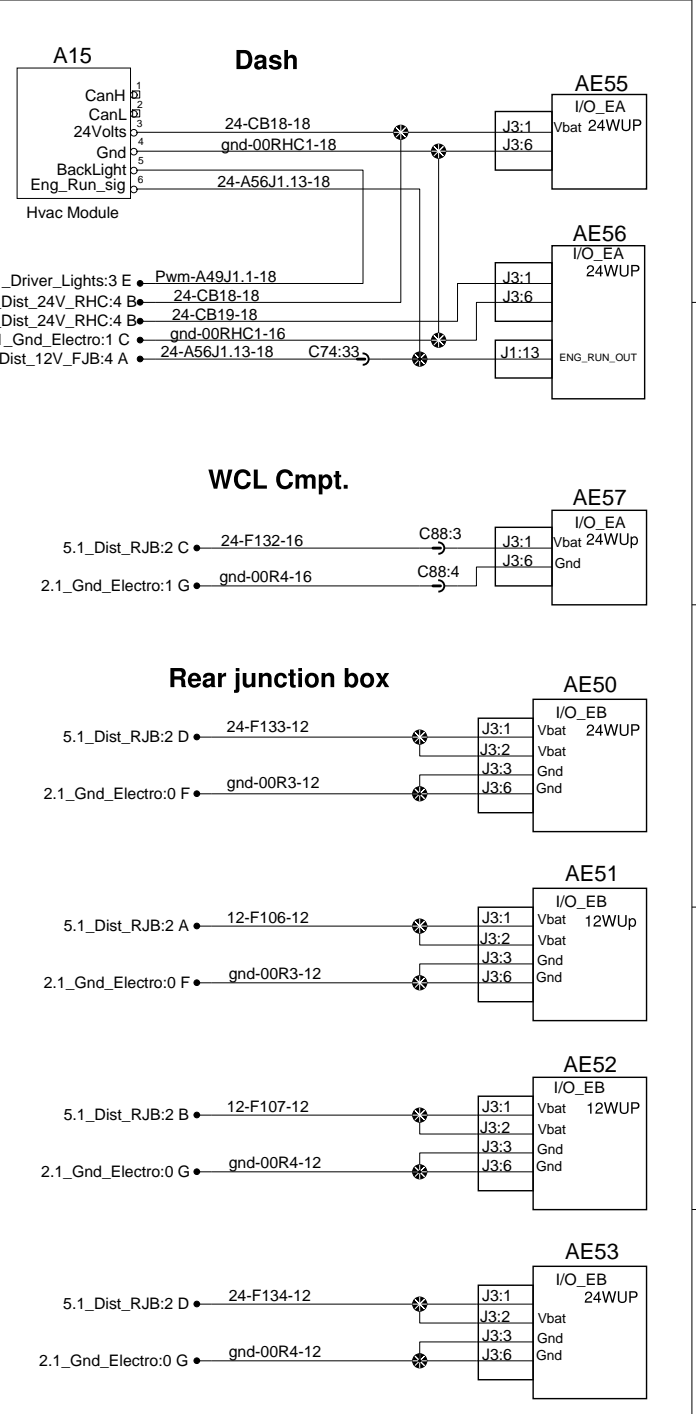 Dash
A15
CanH 1
CanL 2
24Volts 3
Gnd 4
BackLight 5
Eng_Run_sig 6
Hvac Module
24-CB18-18
gnd-00RHC1-18
24-A56J1.13-18
AE55
I/O_EA
J3:1 Vbat 24WUP
J3:6
AE56
I/O_EA
24WUP
J3:1
J3:6
J1:13 ENG_RUN_OUT
_Driver_Lights:3 E Pwm-A49J1.1-18
_Dist_24V_RHC:4 B 24-CB18-18
_Dist_24V_RHC:4 B 24-CB19-18
_Gnd_Electro:1 C gnd-00RHC1-16
Dist_12V_FJB:4 A 24-A56J1.13-18 C74:33
WCL Cmpt.
AE57
I/O_EA
5.1_Dist_RJB:2 C 24-F132-16 C88:3 J3:1 Vbat 24WUp
2.1_Gnd_Electro:1 G gnd-00R4-16 C88:4 J3:6 Gnd
Rear junction box
AE50
I/O_EB
5.1_Dist_RJB:2 D 24-F133-12 J3:1 Vbat 24WUP
J3:2 Vbat
J3:3 Gnd
2.1_Gnd_Electro:0 F gnd-00R3-12 J3:6 Gnd
AE51
I/O_EB
5.1_Dist_RJB:2 A 12-F106-12 J3:1 Vbat 12WUp
J3:2 Vbat
J3:3 Gnd
2.1_Gnd_Electro:0 F gnd-00R3-12 J3:6 Gnd
AE52
I/O_EB
5.1_Dist_RJB:2 B 12-F107-12 J3:1 Vbat 12WUP
J3:2 Vbat
J3:3 Gnd
2.1_Gnd_Electro:0 G gnd-00R4-12 J3:6 Gnd
AE53
I/O_EB
5.1_Dist_RJB:2 D 24-F134-12 J3:1 24WUP
J3:2 Vbat
J3:3 Gnd
2.1_Gnd_Electro:0 G gnd-00R4-12 J3:6 Gnd